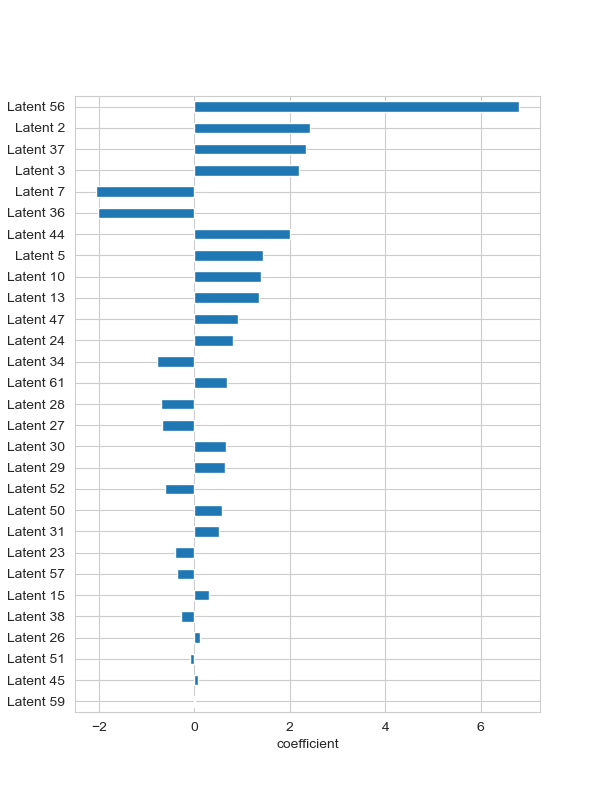 Latent 56
Latent 2
Latent 37
Latent 3
Latent 7
Latent 36
Latent 44
Latent 5
Latent 10
Latent 13
Latent 47
Latent 24
Latent 34
Latent 61
Latent 28
Latent 27
Latent 30
Latent 29
Latent 52
Latent 50
Latent 31
Latent 23
Latent 57
Latent 15
Latent 38
Latent 26
Latent 51
Latent 45
Latent 59
−2 0 2 4 6
coefficient